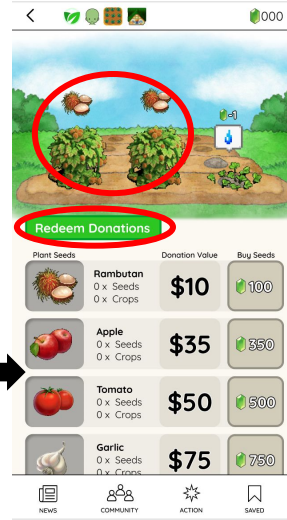 000
-1
Redeem Donations
Plant Seeds Donation Value Buy Seeds
Rambutan
0 x Seeds
0 x Crops
$10
100
Apple
0 x Seeds
0 x Crops
$35
350
Tomato
0 x Seeds
0 x Crops
$50
500
Garlic
0 x Seeds
0 x Crops
$75
750
NEWS COMMUNITY ACTION SAVED